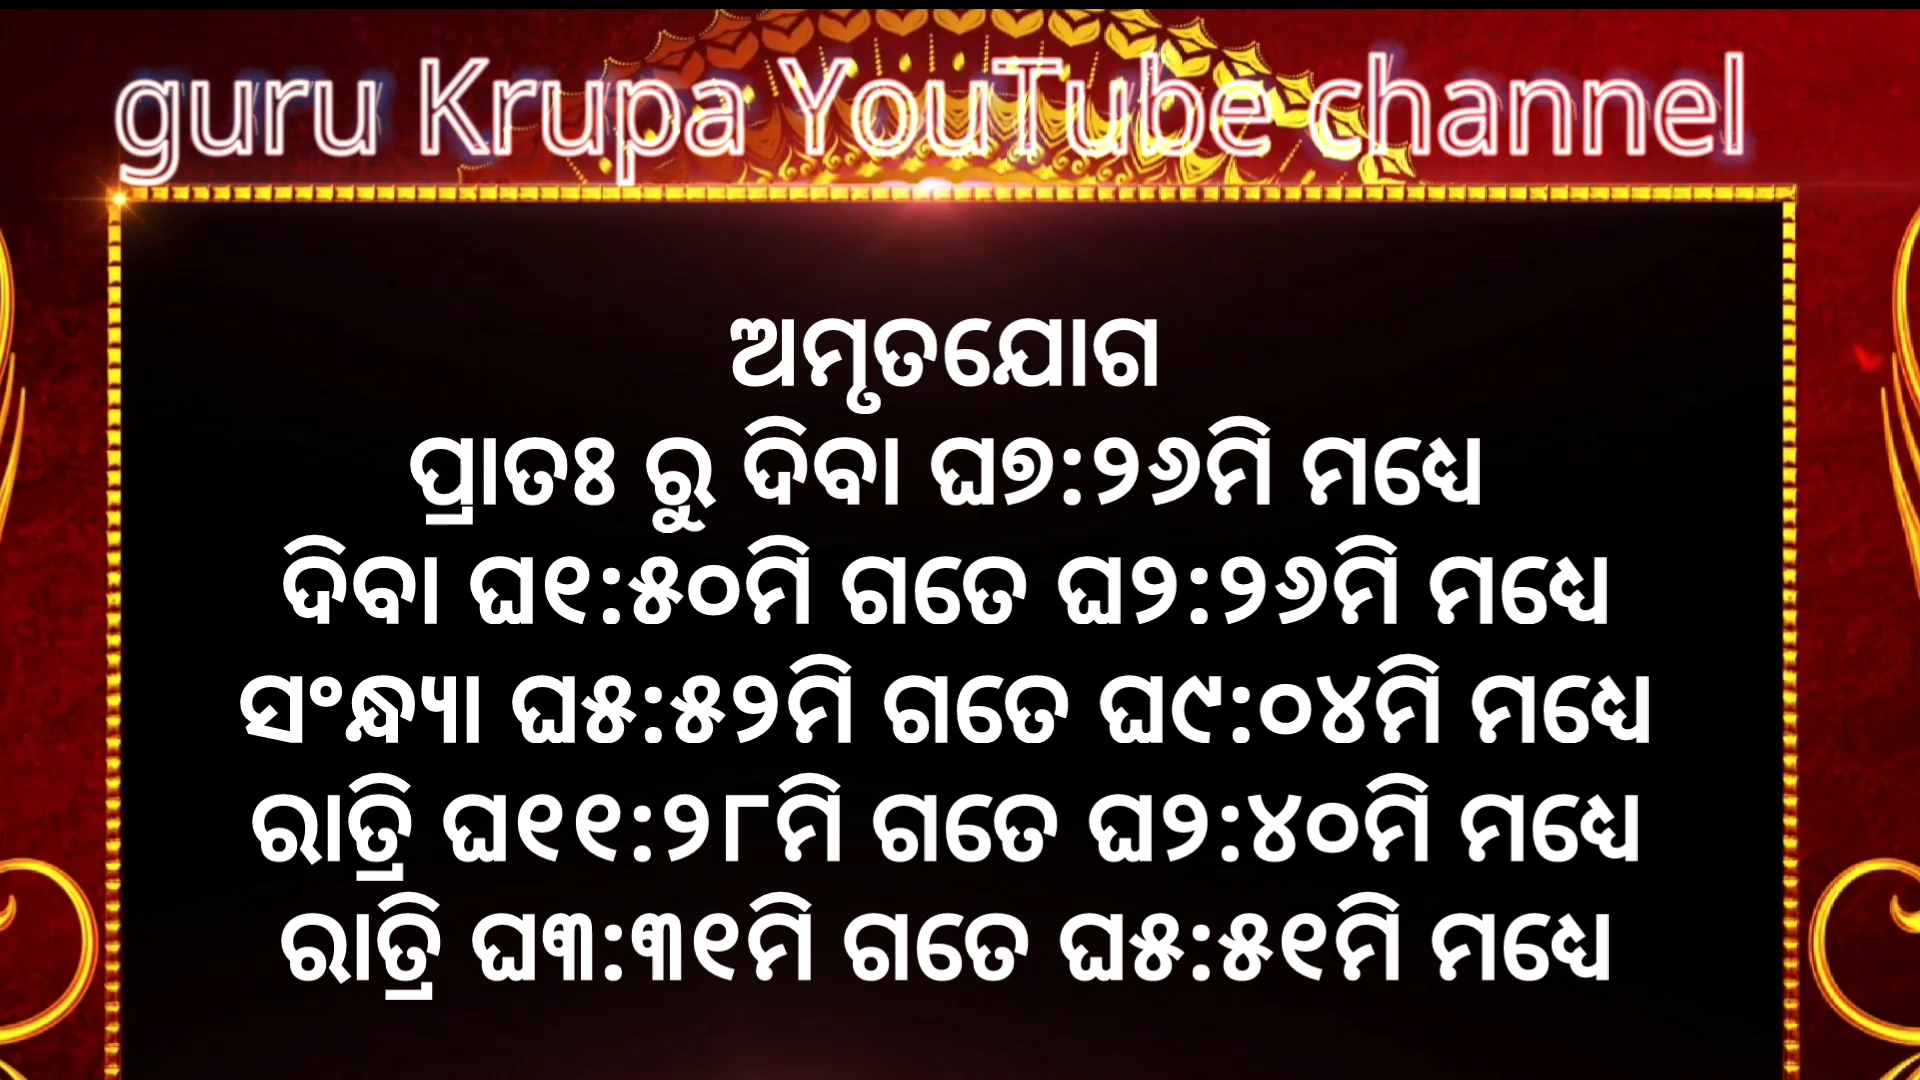 guru Krupa YouTube channel
ଅମୃତଯୋଗ
ପ୍ରାତଃ ରୁ ଦିବା ଘ୭:୨୬ମି ମଧ୍ୟେ
ଦିବା ଘ୧:୫୦ମି ଗତେ ଘ୨:୨୬ମି ମଧ୍ୟେ
ସଂନ୍ଧ୍ୟା ଘ୫:୫୨ମି ଗତେ ଘ୯:୦୪ମି ମଧ୍ୟେ
ରାତ୍ରି ଘ୧୧:୨୮ମି ଗତେ ଘ୨:୪୦ମି ମଧ୍ୟେ
ରାତ୍ରି ଘ୩:୩୧ମି ଗତେ ଘ୫:୫୧ମି ମଧ୍ୟେ